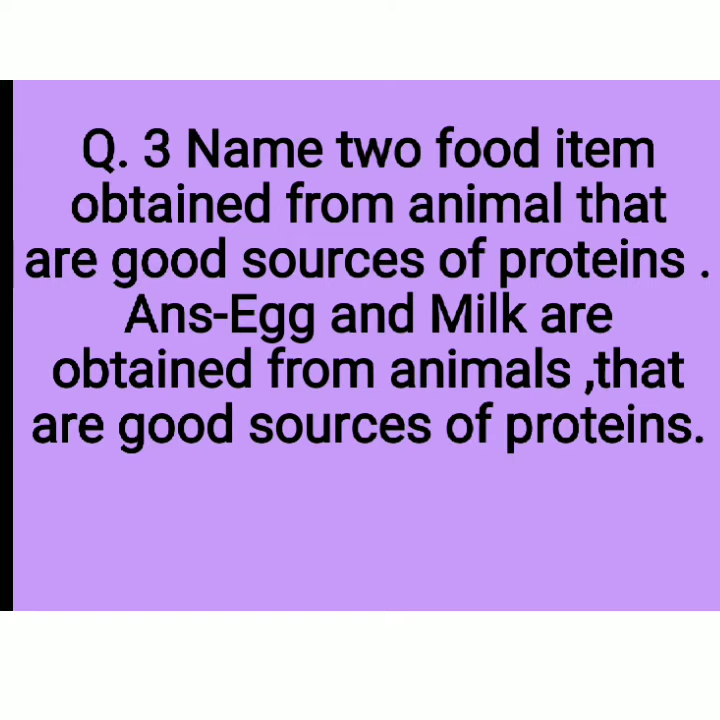 Q. 3 Name two food item
obtained from animal that
are good sources of proteins .
Ans-Egg and Milk are
obtained from animals ,that
are good sources of proteins.